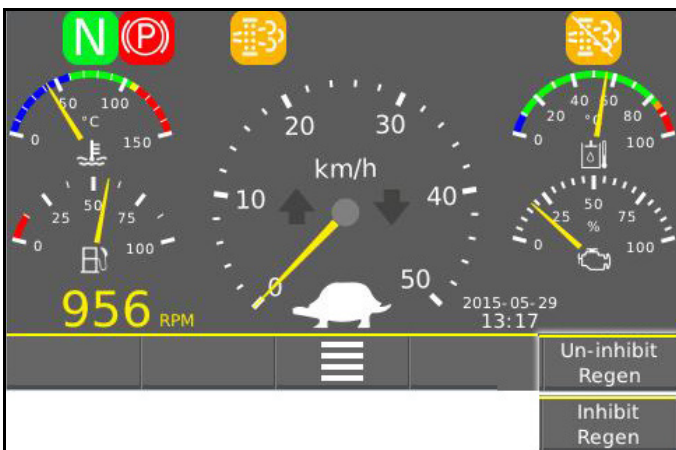 N (P)
50 100
°C
0 150
25 50 75
0 100
956 RPM
20 30
km/h
10 40
0 50
20 40 60 80
°C
0 100
25 50 75
%
0 100
2015-05-29
13:17
Un-inhibit
Regen
Inhibit
Regen